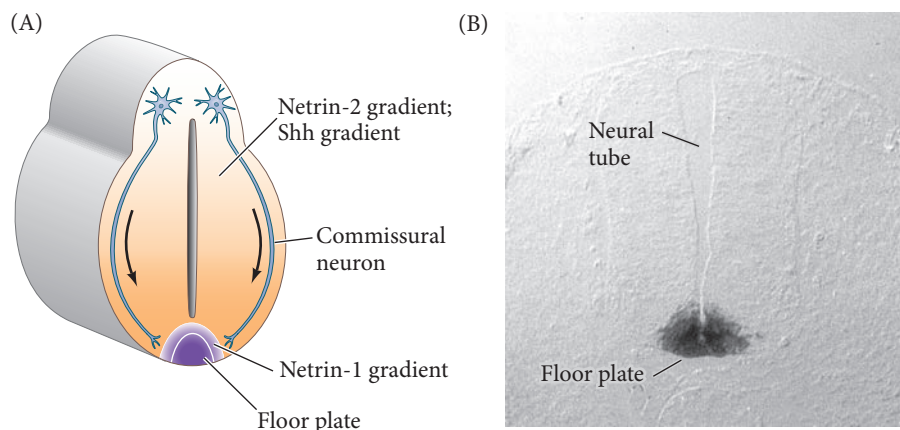 (A)
Netrin-2 gradient;
Shh gradient
Commissural
neuron
Netrin-1 gradient
Floor plate
(B)
Neural
tube
Floor plate